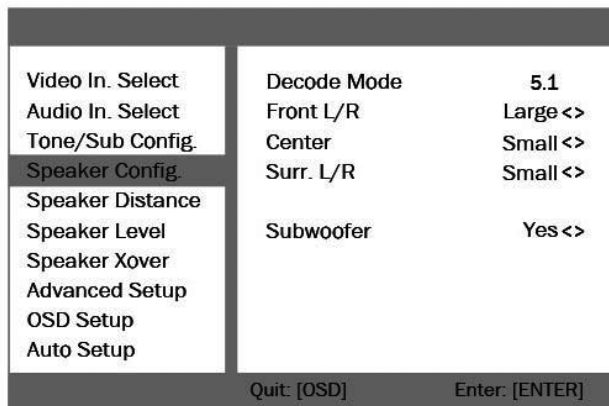 Video In. Select
Audio In. Select
Tone/Sub Config.
Speaker Config.
Speaker Distance
Speaker Level
Speaker Xover
Advanced Setup
OSD Setup
Auto Setup
Decode Mode 5.1
Front L/R Large<>
Center Small<>
Surr. L/R Small<>
Subwoofer Yes<>
Quit: [OSD] Enter: [ENTER]